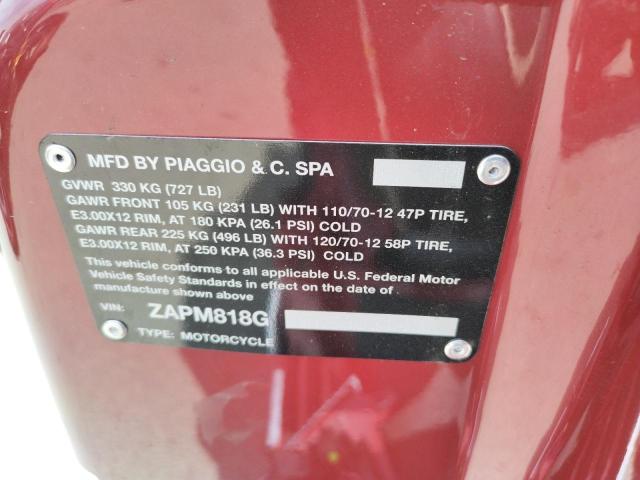 MFD BY PIAGGIO & C. SPA
GVWR 330 KG (727 LB)
GAWR FRONT 105 KG (231 LB) WITH 110/70-12 47P TIRE,
E3.00X12 RIM, AT 180 KPA (26.1 PSI) COLD
GAWR REAR 225 KG (496 LB) WITH 120/70-12 58P TIRE,
E3.00X12 RIM, AT 250 KPA (36.3 PSI) COLD
This vehicle conforms to all applicable U.S. Federal Motor
Vehicle Safety Standards in effect on the date of
manufacture shown above
VIN: ZAPM818G
TYPE: MOTORCYCLE